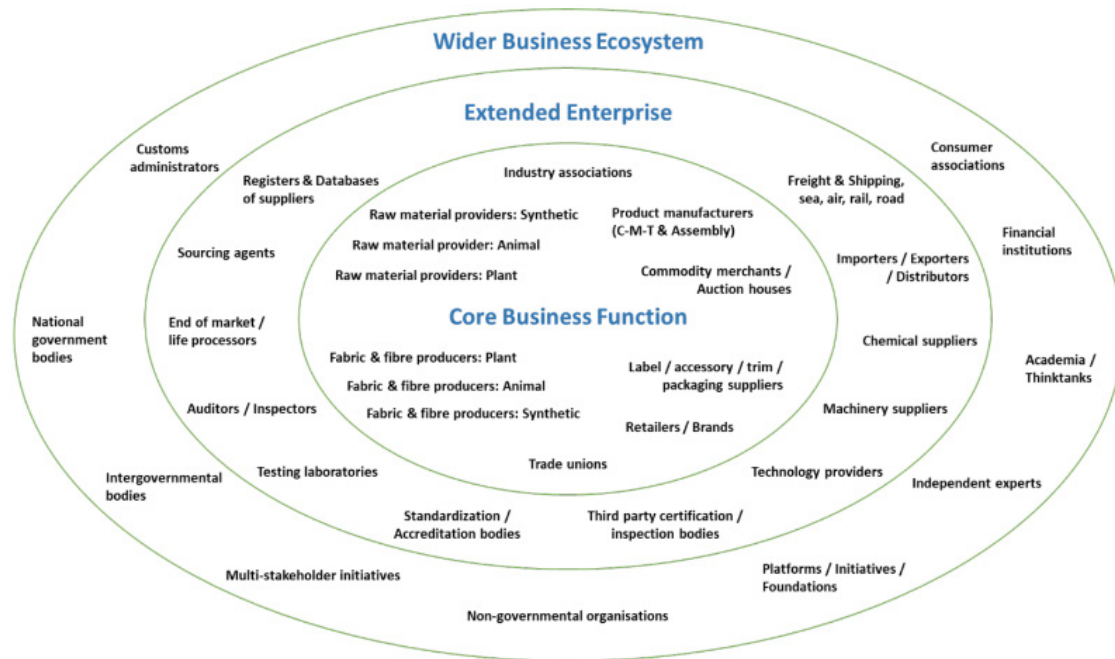 Wider Business Ecosystem
Extended Enterprise
Customs
administrators
Consumer
associations
Registers & Databases
of suppliers
Industry associations
Freight & Shipping,
sea, air, rail, road
Raw material providers: Synthetic
Product manufacturers
(C-M-T & Assembly)
Sourcing agents
Raw material provider: Animal
Financial
institutions
Raw material providers: Plant
Commodity merchants /
Auction houses
Importers / Exporters
/ Distributors
National
government
bodies
End of market /
life processors
Core Business Function
Chemical suppliers
Fabric & fibre producers: Plant
Label / accessory / trim /
packaging suppliers
Academia /
Thinktanks
Fabric & fibre producers: Animal
Auditors / Inspectors
Fabric & fibre producers: Synthetic
Retailers / Brands
Machinery suppliers
Intergovernmental
bodies
Testing laboratories
Trade unions
Technology providers
Independent experts
Standardization /
Accreditation bodies
Third party certification /
inspection bodies
Multi-stakeholder initiatives
Platforms / Initiatives /
Foundations
Non-governmental organisations